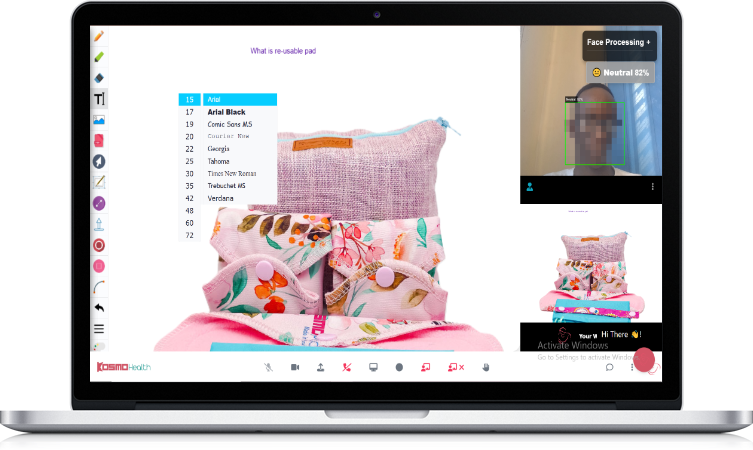 What is re-usable pad
Face Processing +
Neutral 82%
15 Arial
17 Arial Black
19 Comic Sans MS
20 Courier New
22 Georgia
25 Tahoma
30 Times New Roman
35 Trebuchet MS
42 Verdana
48
60
72
Your W
Hi There 👋!
Activate Windows
Go to Settings to activate Windows
KOSMOHealth